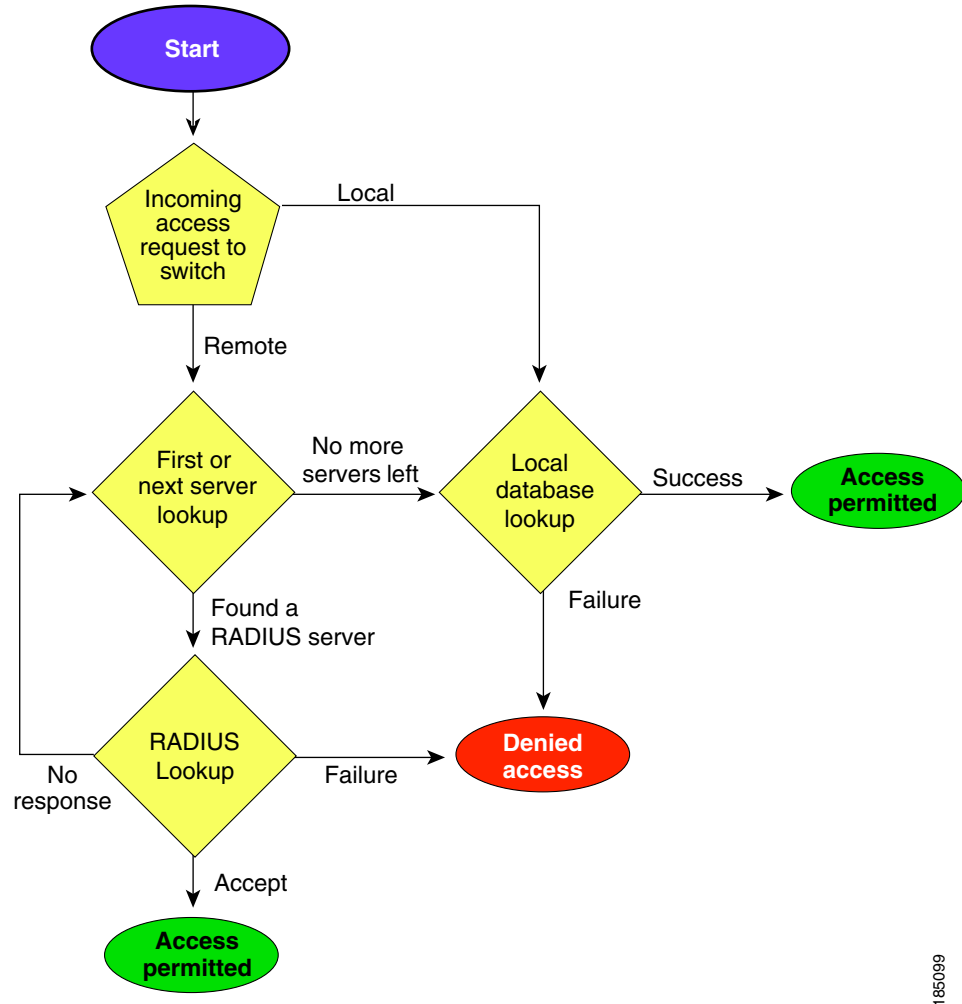 Start
Incoming
access
request to
switch
Local
Remote
First or
next server
lookup
No more
servers left
Local
database
lookup
Success
Access
permitted
Found a
RADIUS server
Failure
RADIUS
Lookup
No
response
Failure
Denied
access
Accept
Access
permitted
185099